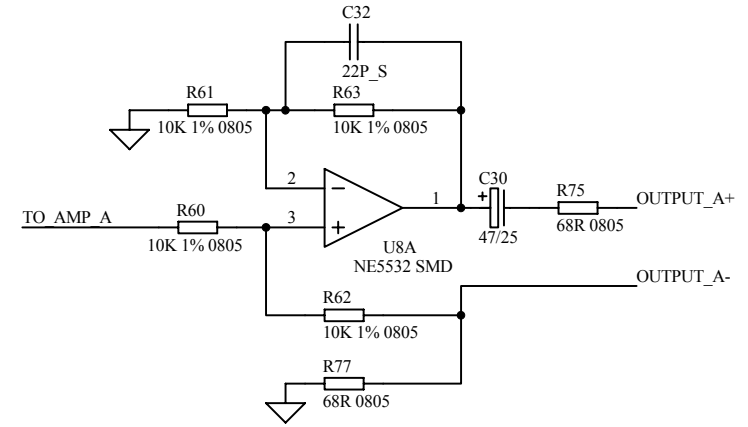 C32
22P_S
R61
10K 1% 0805
R63
10K 1% 0805
2
3
1
TO_AMP_A
R60
10K 1% 0805
U8A
NE5532 SMD
+
C30
47/25
R75
68R 0805
OUTPUT_A+
OUTPUT_A-
R62
10K 1% 0805
R77
68R 0805